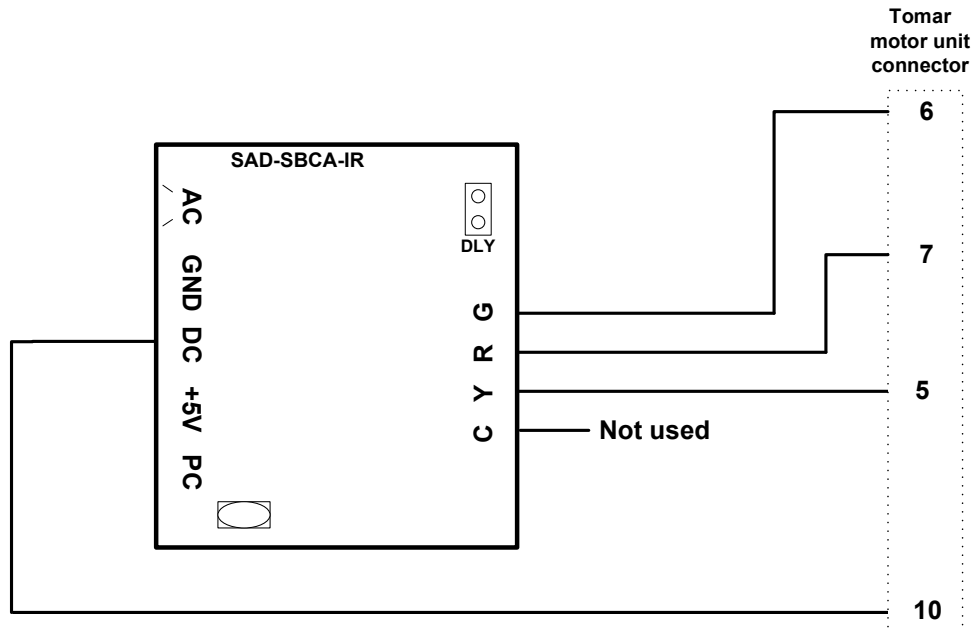 Tomar
motor unit
connector
6
SAD-SBCA-IR
AC
GND
DC
+5V
PC
DLY
G
R
Y
C
7
5
Not used
10